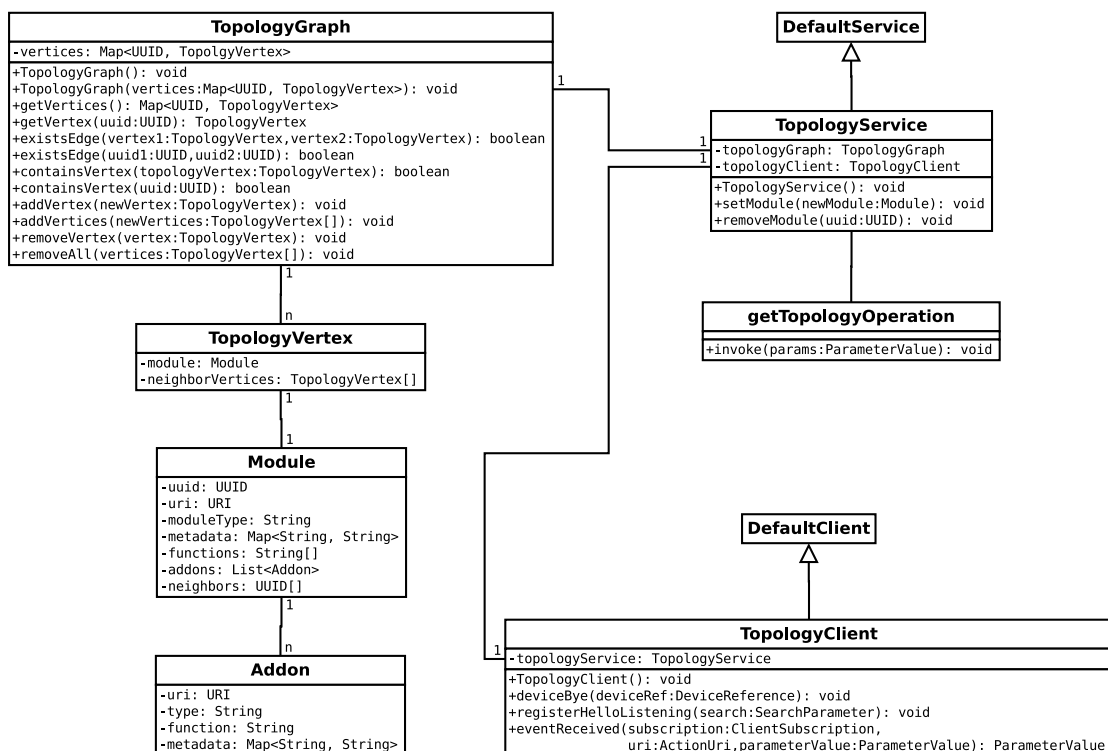 TopologyGraph
-vertices: Map<UUID, TopolgyVertex>
+TopologyGraph(): void
+TopologyGraph(vertices:Map<UUID, TopologyVertex>): void
+getVertices(): Map<UUID, TopologyVertex>
+getVertex(uuid:UUID): TopologyVertex
+existsEdge(vertex1:TopologyVertex,vertex2:TopologyVertex): boolean
+existsEdge(uuid1:UUID,uuid2:UUID): boolean
+containsVertex(topologyVertex:TopologyVertex): boolean
+containsVertex(uuid:UUID): boolean
+addVertex(newVertex:TopologyVertex): void
+addVertices(newVertices:TopologyVertex[]): void
+removeVertex(vertex:TopolgyVertex): void
+removeAll(vertices:TopologyVertex[]): void
1
1
n
TopologyVertex
-module: Module
-neighborVertices: TopologyVertex[]
1
1
Module
-uuid: UUID
-uri: URI
-moduleType: String
-metadata: Map<String, String>
-functions: String[]
-addons: List<Addon>
-neighbors: UUID[]
1
n
Addon
-uri: URI
-type: String
-function: String
-metadata: Map<String, String>
DefaultService
TopologyService
1
1
-topologyGraph: TopologyGraph
-topologyClient: TopologyClient
+TopologyService(): void
+setModule(newModule:Module): void
+removeModule(uuid:UUID): void
getTopologyOperation
+invoke(params:ParameterValue): void
DefaultClient
TopologyClient
1
-topologyService: TopologyService
+TopologyClient(): void
+deviceBye(deviceRef:DeviceReference): void
+registerHelloListening(search:SearchParameter): void
+eventReceived(subscription:ClientSubscription,
uri:ActionUri,parameterValue:ParameterValue): ParameterValue